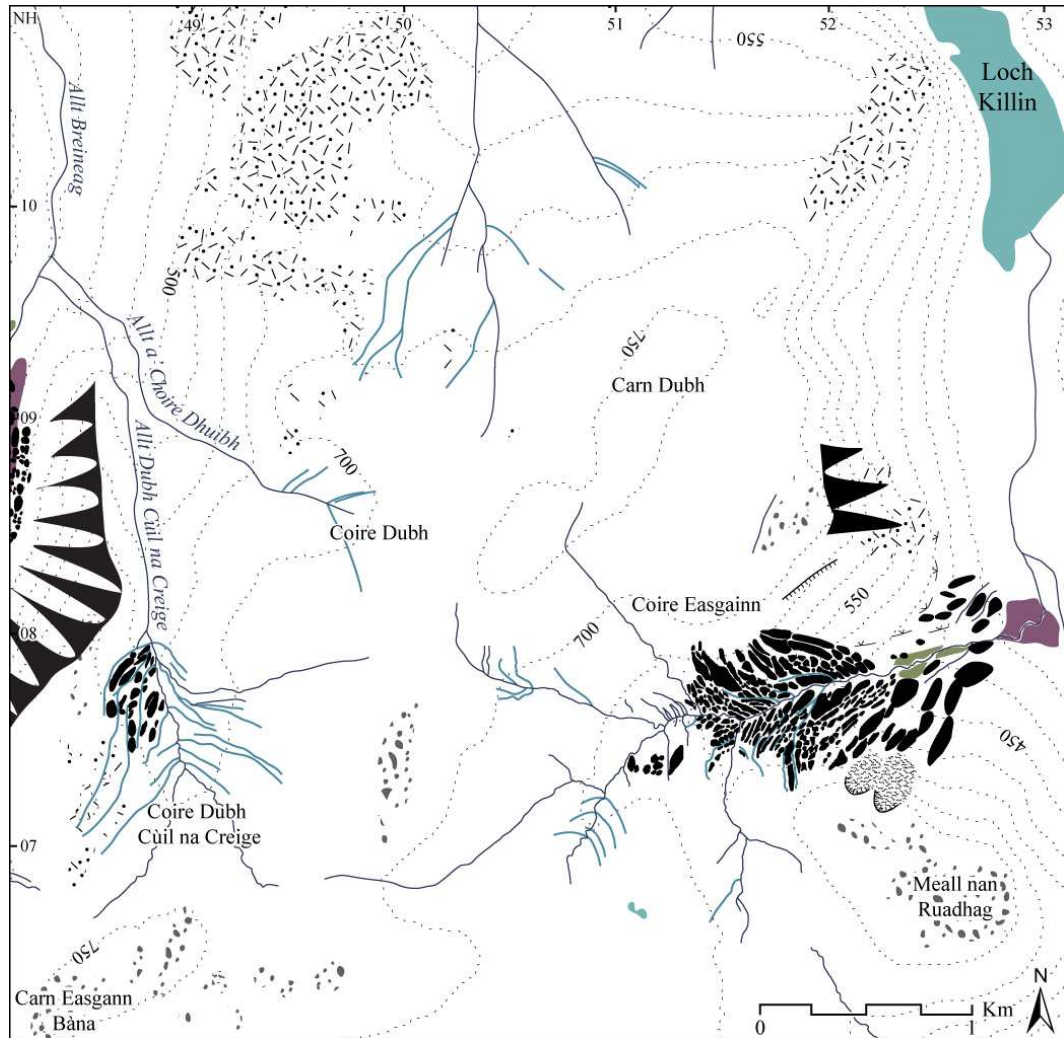 NH
49
50
51
52
53
550
Loch
Killin
Allt Breineag
10
500
Allt a' Choire Dhuibh
750
Carn Dubh
09
Allt Dubh Cùil na Creige
700
Coire Dubh
Coire Easgainn
550
08
700
450
Coire Dubh
Cùil na Creige
07
Meall nan
Ruadhag
750
Carn Easgann
Bàna
N
Km
0
1